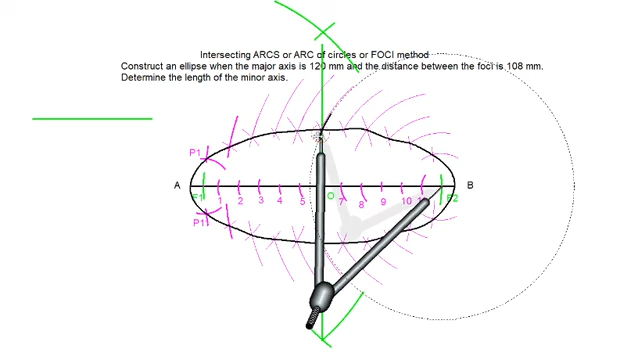 Intersecting ARCS or ARC of circles or FOCI method
Construct an ellipse when the major axis is 120 mm and the distance between the foci is 108 mm.
Determine the length of the minor axis.
P1
A F1 1 2 3 4 5 O 7 8 9 10 11 F2 B
P1